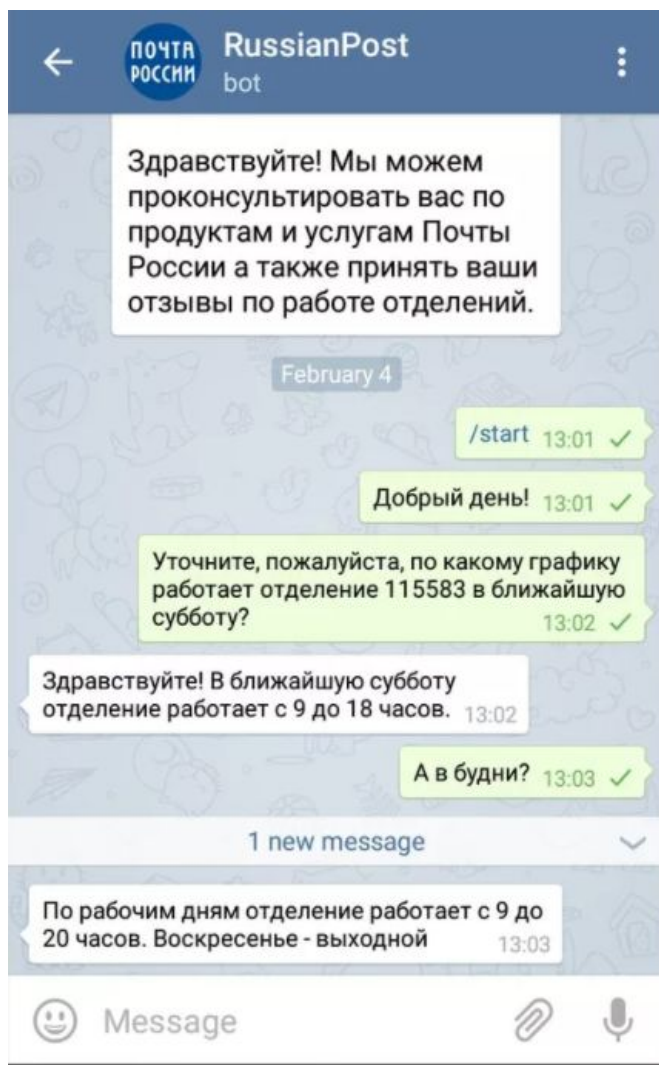 ПОЧТА
РОССИИ
RussianPost
bot
Здравствуйте! Мы можем
проконсультировать вас по
продуктам и услугам Почты
России а также принять ваши
отзывы по работе отделений.
February 4
/start 13:01
Добрый день! 13:01
Уточните, пожалуйста, по какому графику
работает отделение 115583 в ближайшую
субботу? 13:02
Здравствуйте! В ближайшую субботу
отделение работает с 9 до 18 часов. 13:02
А в будни? 13:03
1 new message
По рабочим дням отделение работает с 9 до
20 часов. Воскресенье - выходной 13:03
Message